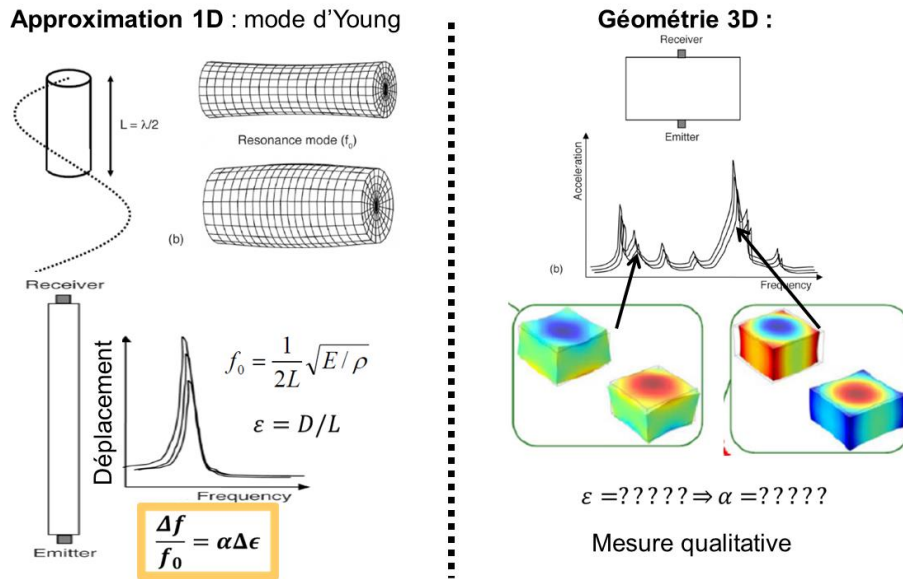 Approximation 1D : mode d'Young
L = λ/2
Resonance mode (f₀)
(b)
Receiver
Emitter
Déplacement
Frequency
f₀ = 1/2L √E/ρ
ε = D/L
Δf/f₀ = αΔϵ
Géométrie 3D :
Receiver
Emitter
Acceleration
(b)
Frequency
ε =????? ⇒ α =?????
Mesure qualitative